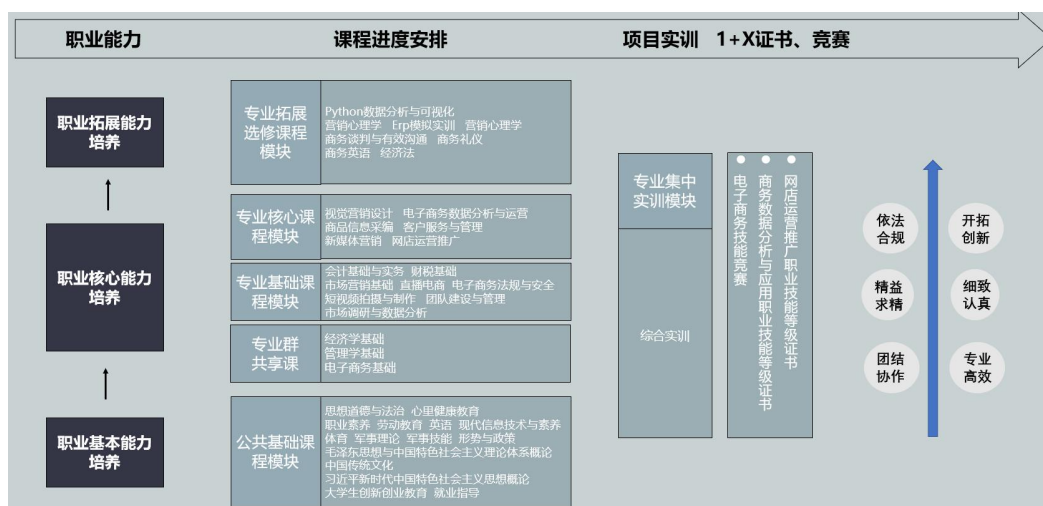 职业能力
课程进度安排
项目实训 1+X证书、竞赛
职业拓展能力
培养
职业核心能力
培养
职业基本能力
培养
专业拓展
选修课程
模块
Python数据分析与可视化
营销心理学 Erp模拟实训 营销心理学
商务谈判与有效沟通 商务礼仪
商务英语 经济法
专业核心课
程模块
视觉营销设计 电子商务数据分析与运营
商品信息采编 客户服务与管理
新媒体营销 网店运营推广
专业基础课
程模块
会计基础与实务 财税基础
市场营销基础 直播电商 电子商务法规与安全
短视频拍摄与制作 团队建设与管理
市场调研与数据分析
专业群
共享课
经济学基础
管理学基础
电子商务基础
公共基础课
程模块
思想道德与法治 心里健康教育
职业素养 劳动教育 英语 现代信息技术与素养
体育 军事理论 军事技能 形势与政策
毛泽东思想与中国特色社会主义理论体系概论
中国传统文化
习近平新时代中国特色社会主义思想概论
大学生创新创业教育 就业指导
专业集中
实训模块
综合实训
网店运营推广职业技能等级证书
商务数据分析与应用职业技能等级证书
电子商务技能竞赛
依法
合规
开拓
创新
精益
求精
细致
认真
团结
协作
专业
高效